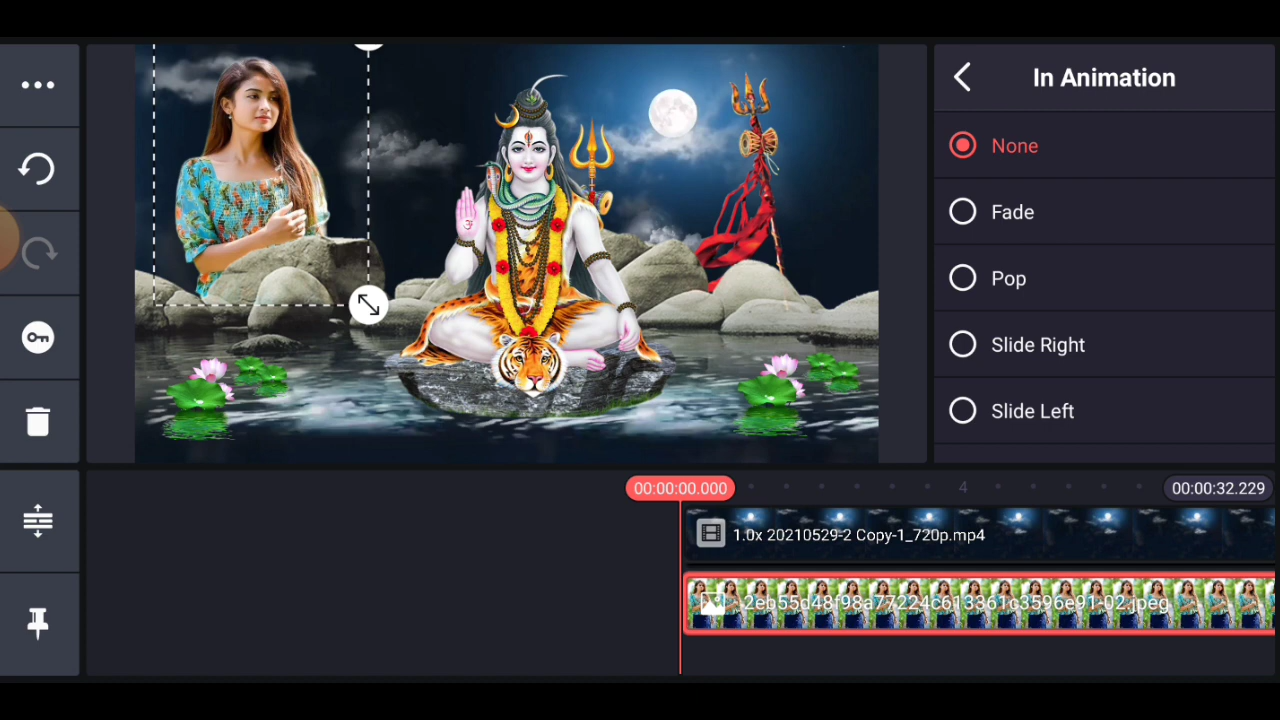 In Animation
None
Fade
Pop
Slide Right
Slide Left
00:00:00.000
4
00:00:32.229
1.0x 20210529-2 Copy-1_720p.mp4
2eb55d48f98a77224c613361c3596e91-02.jpeg
ॐ